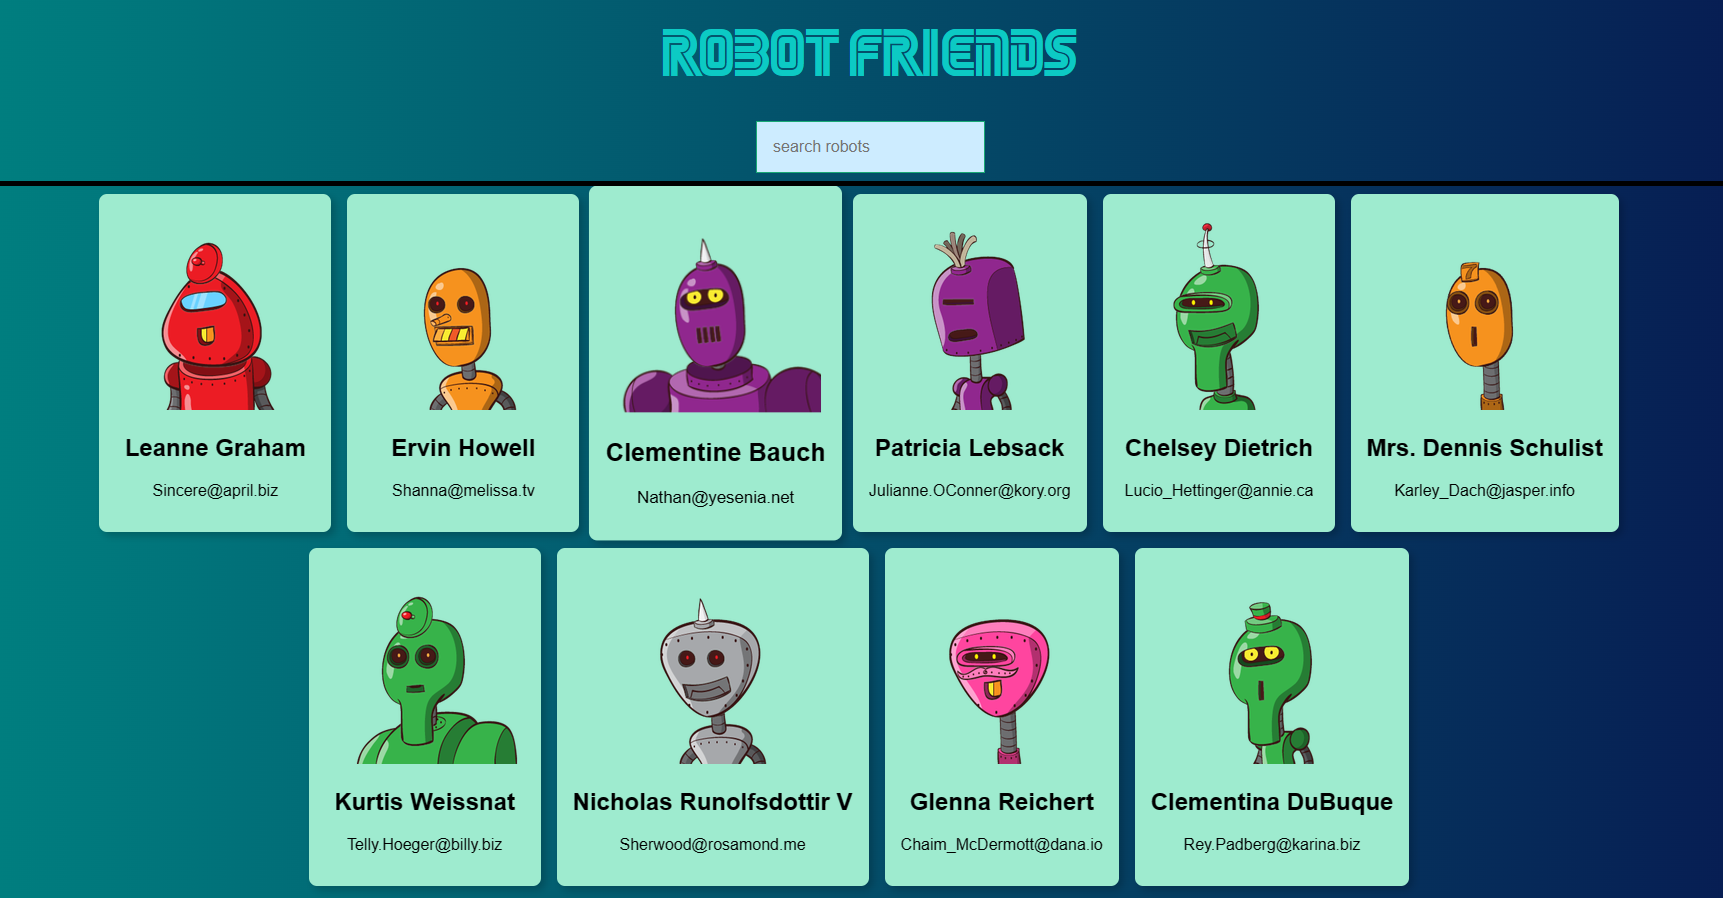 ROBOT FRIENDS
search robots
Leanne Graham
Sincere@april.biz
Ervin Howell
Shanna@melissa.tv
Clementine Bauch
Nathan@yesenia.net
Patricia Lebsack
Julianne.OConner@kory.org
Chelsey Dietrich
Lucio_Hettinger@annie.ca
7
Mrs. Dennis Schulist
Karley_Dach@jasper.info
Kurtis Weissnat
Telly.Hoeger@billy.biz
Nicholas Runolfsdottir V
Sherwood@rosamond.me
Glenna Reichert
Chaim_McDermott@dana.io
Clementina DuBuque
Rey.Padberg@karina.biz